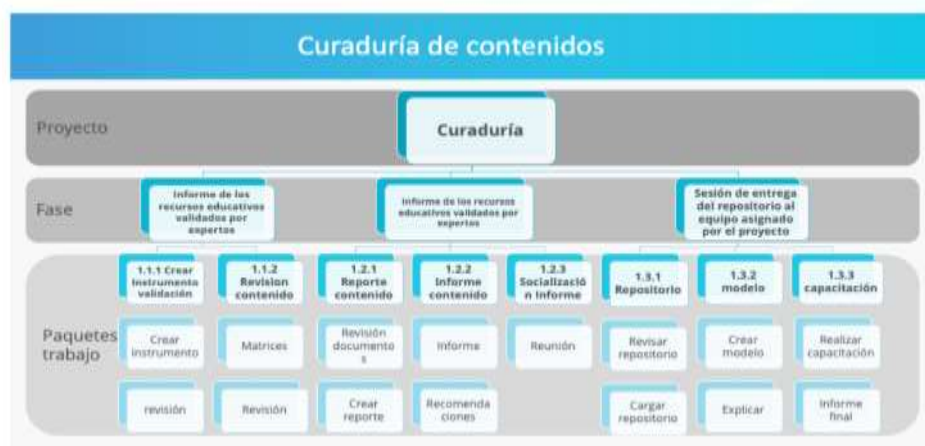 Curaduría de contenidos
Proyecto
Curaduría
Fase
Informe de los
recursos educativos
validados por
expertos
Informe de los recursos
educativos validados por
expertos
Sesión de entrega
del repositorio al
equipo asignado
por el proyecto
Paquetes
trabajo
1.1.1 Crear
Instrumento
validación
1.1.2
Revision
contenido
1.2.1
Reporte
contenido
1.2.2
Informe
contenido
1.2.3
Socializació
n Informe
1.3.1
Repositorio
1.3.2
modelo
1.3.3
capacitación
Crear
instrumento
Matrices
Revisión
documento
s
Informe
Reunión
Revisar
repositorio
Crear
modelo
Realizar
capacitación
revisión
Revisión
Crear
reporte
Recomenda
ciones
Cargar
repositorio
Explicar
Informe
final